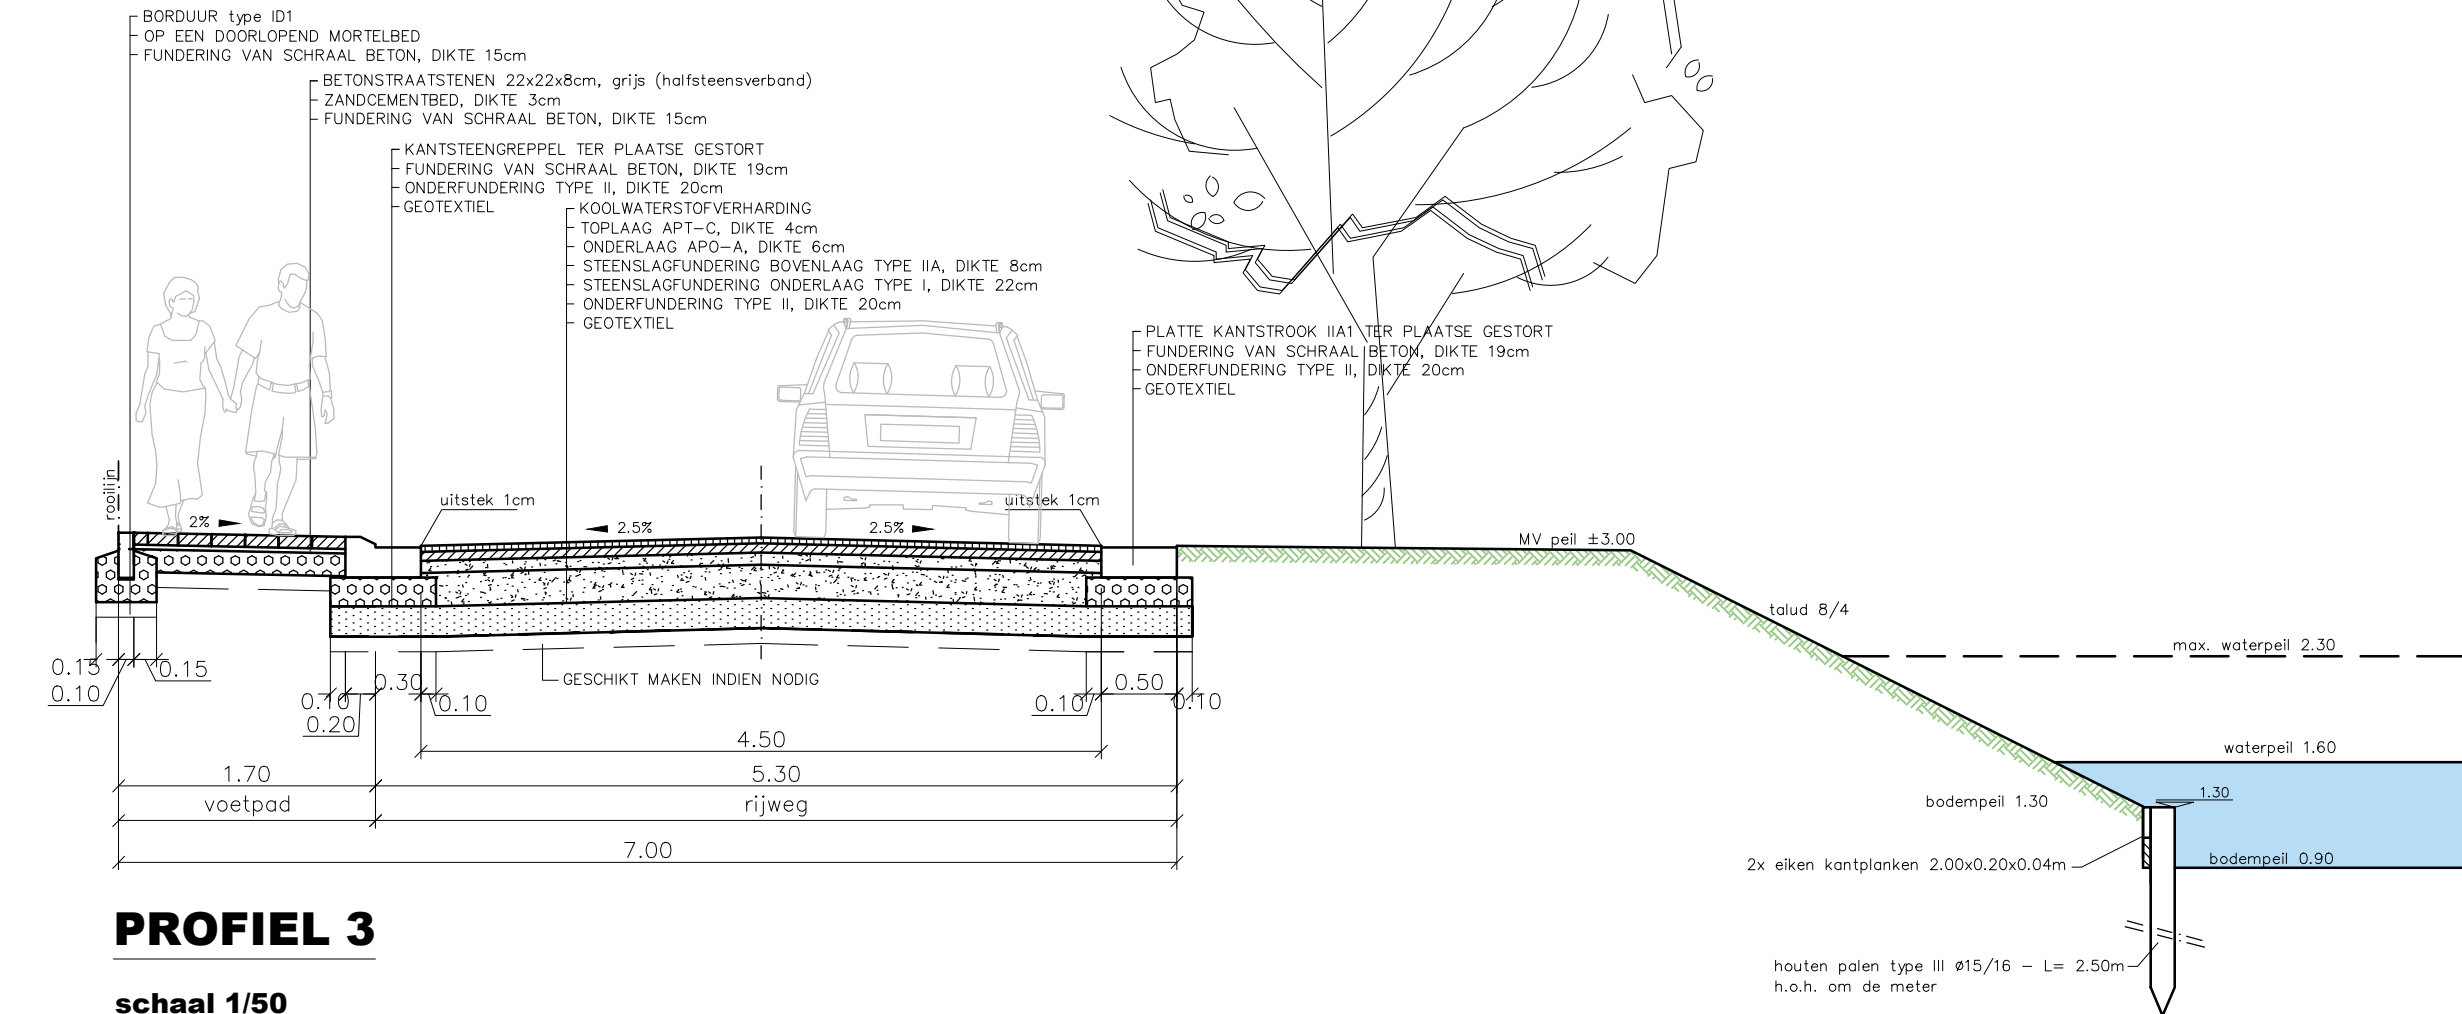 BORDUUR type ID1
OP EEN DOORLOPEND MORTELBED
FUNDERING VAN SCHRAAL BETON, DIKTE 15cm
BETONSTRAATSTENEN 22x22x8cm, grijs (halfsteensverband)
ZANDCEMENTBED, DIKTE 3cm
FUNDERING VAN SCHRAAL BETON, DIKTE 15cm
KANTSTEENGREPPEL TER PLAATSE GESTORT
FUNDERING VAN SCHRAAL BETON, DIKTE 19cm
ONDERFUNDERING TYPE II, DIKTE 20cm
GEOTEXTIEL
KOOLWATERSTOFVERHARDING
TOPLAAG APT-C, DIKTE 4cm
ONDERLAAG APO-A, DIKTE 6cm
STEENSLAGFUNDERING BOVENLAAG TYPE IIA, DIKTE 8cm
STEENSLAGFUNDERING ONDERLAAG TYPE I, DIKTE 22cm
ONDERFUNDERING TYPE II, DIKTE 20cm
GEOTEXTIEL
PLATTE KANTSTROOK IIA1 TER PLAATSE GESTORT
FUNDERING VAN SCHRAAL BETON, DIKTE 19cm
ONDERFUNDERING TYPE II, DIKTE 20cm
GEOTEXTIEL
rooilijn
uitstek 1cm
uitstek 1cm
2%
2.5%
2.5%
MV peil ±3.00
talud 8/4
max. waterpeil 2.30
0.15
0.10
0.15
GESCHIKT MAKEN INDIEN NODIG
0.10
0.20
0.30
0.10
0.10
0.50
0.10
4.50
1.70
5.30
voetpad
rijweg
7.00
waterpeil 1.60
1.30
bodempeil 1.30
bodempeil 0.90
2x eiken kantplanken 2.00x0.20x0.04m
houten palen type III ø15/16 - L= 2.50m
h.o.h. om de meter
PROFIEL 3
schaal 1/50